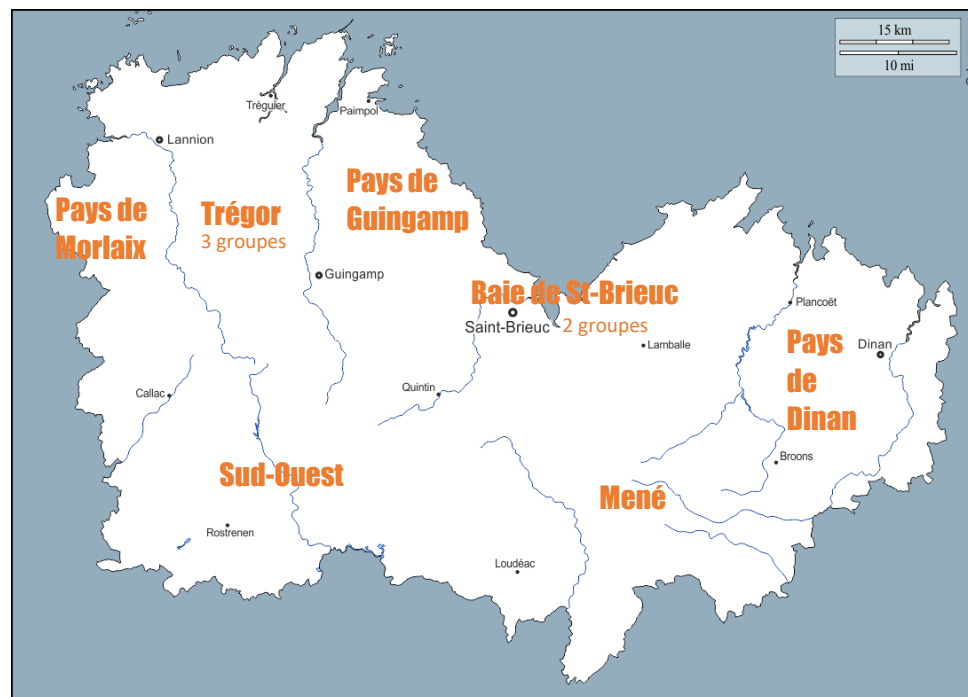 15 km
10 mi
Tréguier
Paimpol
Lannion
Pays de
Morlaix
Trégor
3 groupes
Pays de
Guingamp
Guingamp
Baie de St-Brieuc
Saint-Brieuc
2 groupes
Plancoët
Lamballe
Dinan
Pays
de
Dinan
Callac
Quintin
Broons
Sud-Ouest
Mené
Rostrenen
Loudéac